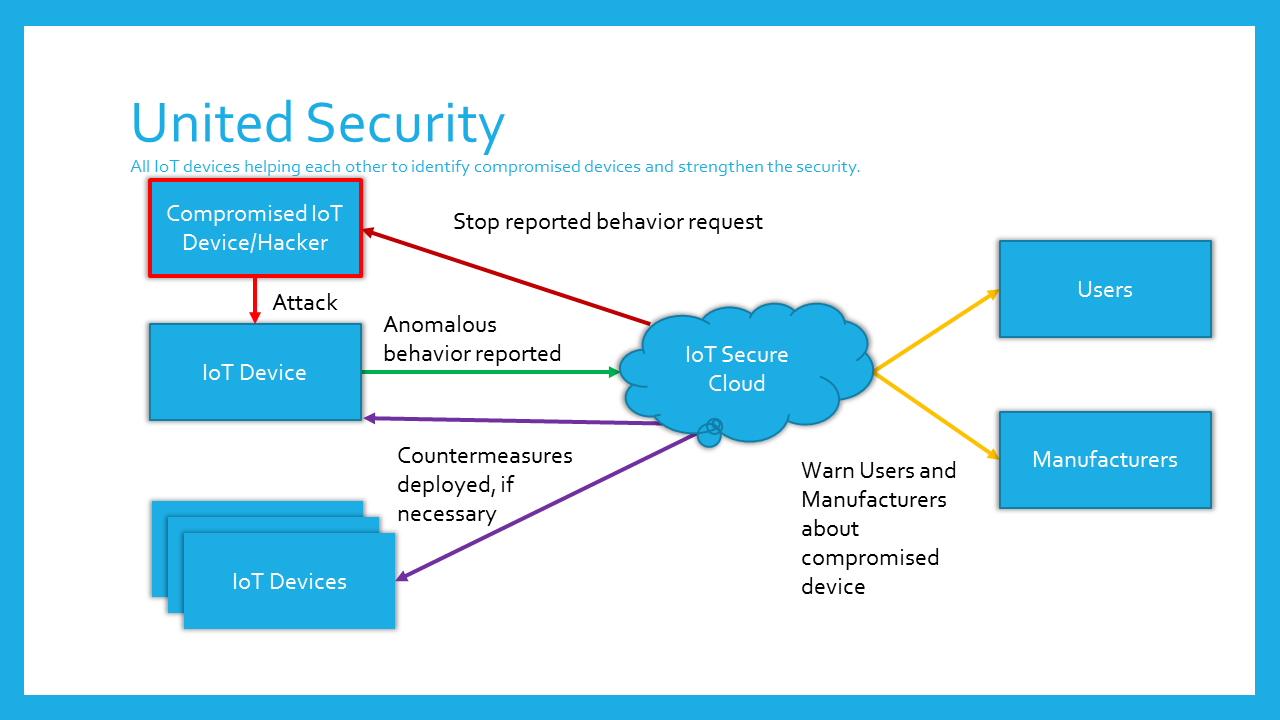 United Security
All IoT devices helping each other to identify compromised devices and strengthen the security.
Compromised IoT
Device/Hacker
Stop reported behavior request
Attack
Anomalous
behavior reported
IoT Device
IoT Secure
Cloud
Users
Manufacturers
Countermeasures
deployed, if
necessary
Warn Users and
Manufacturers
about
compromised
device
IoT Devices